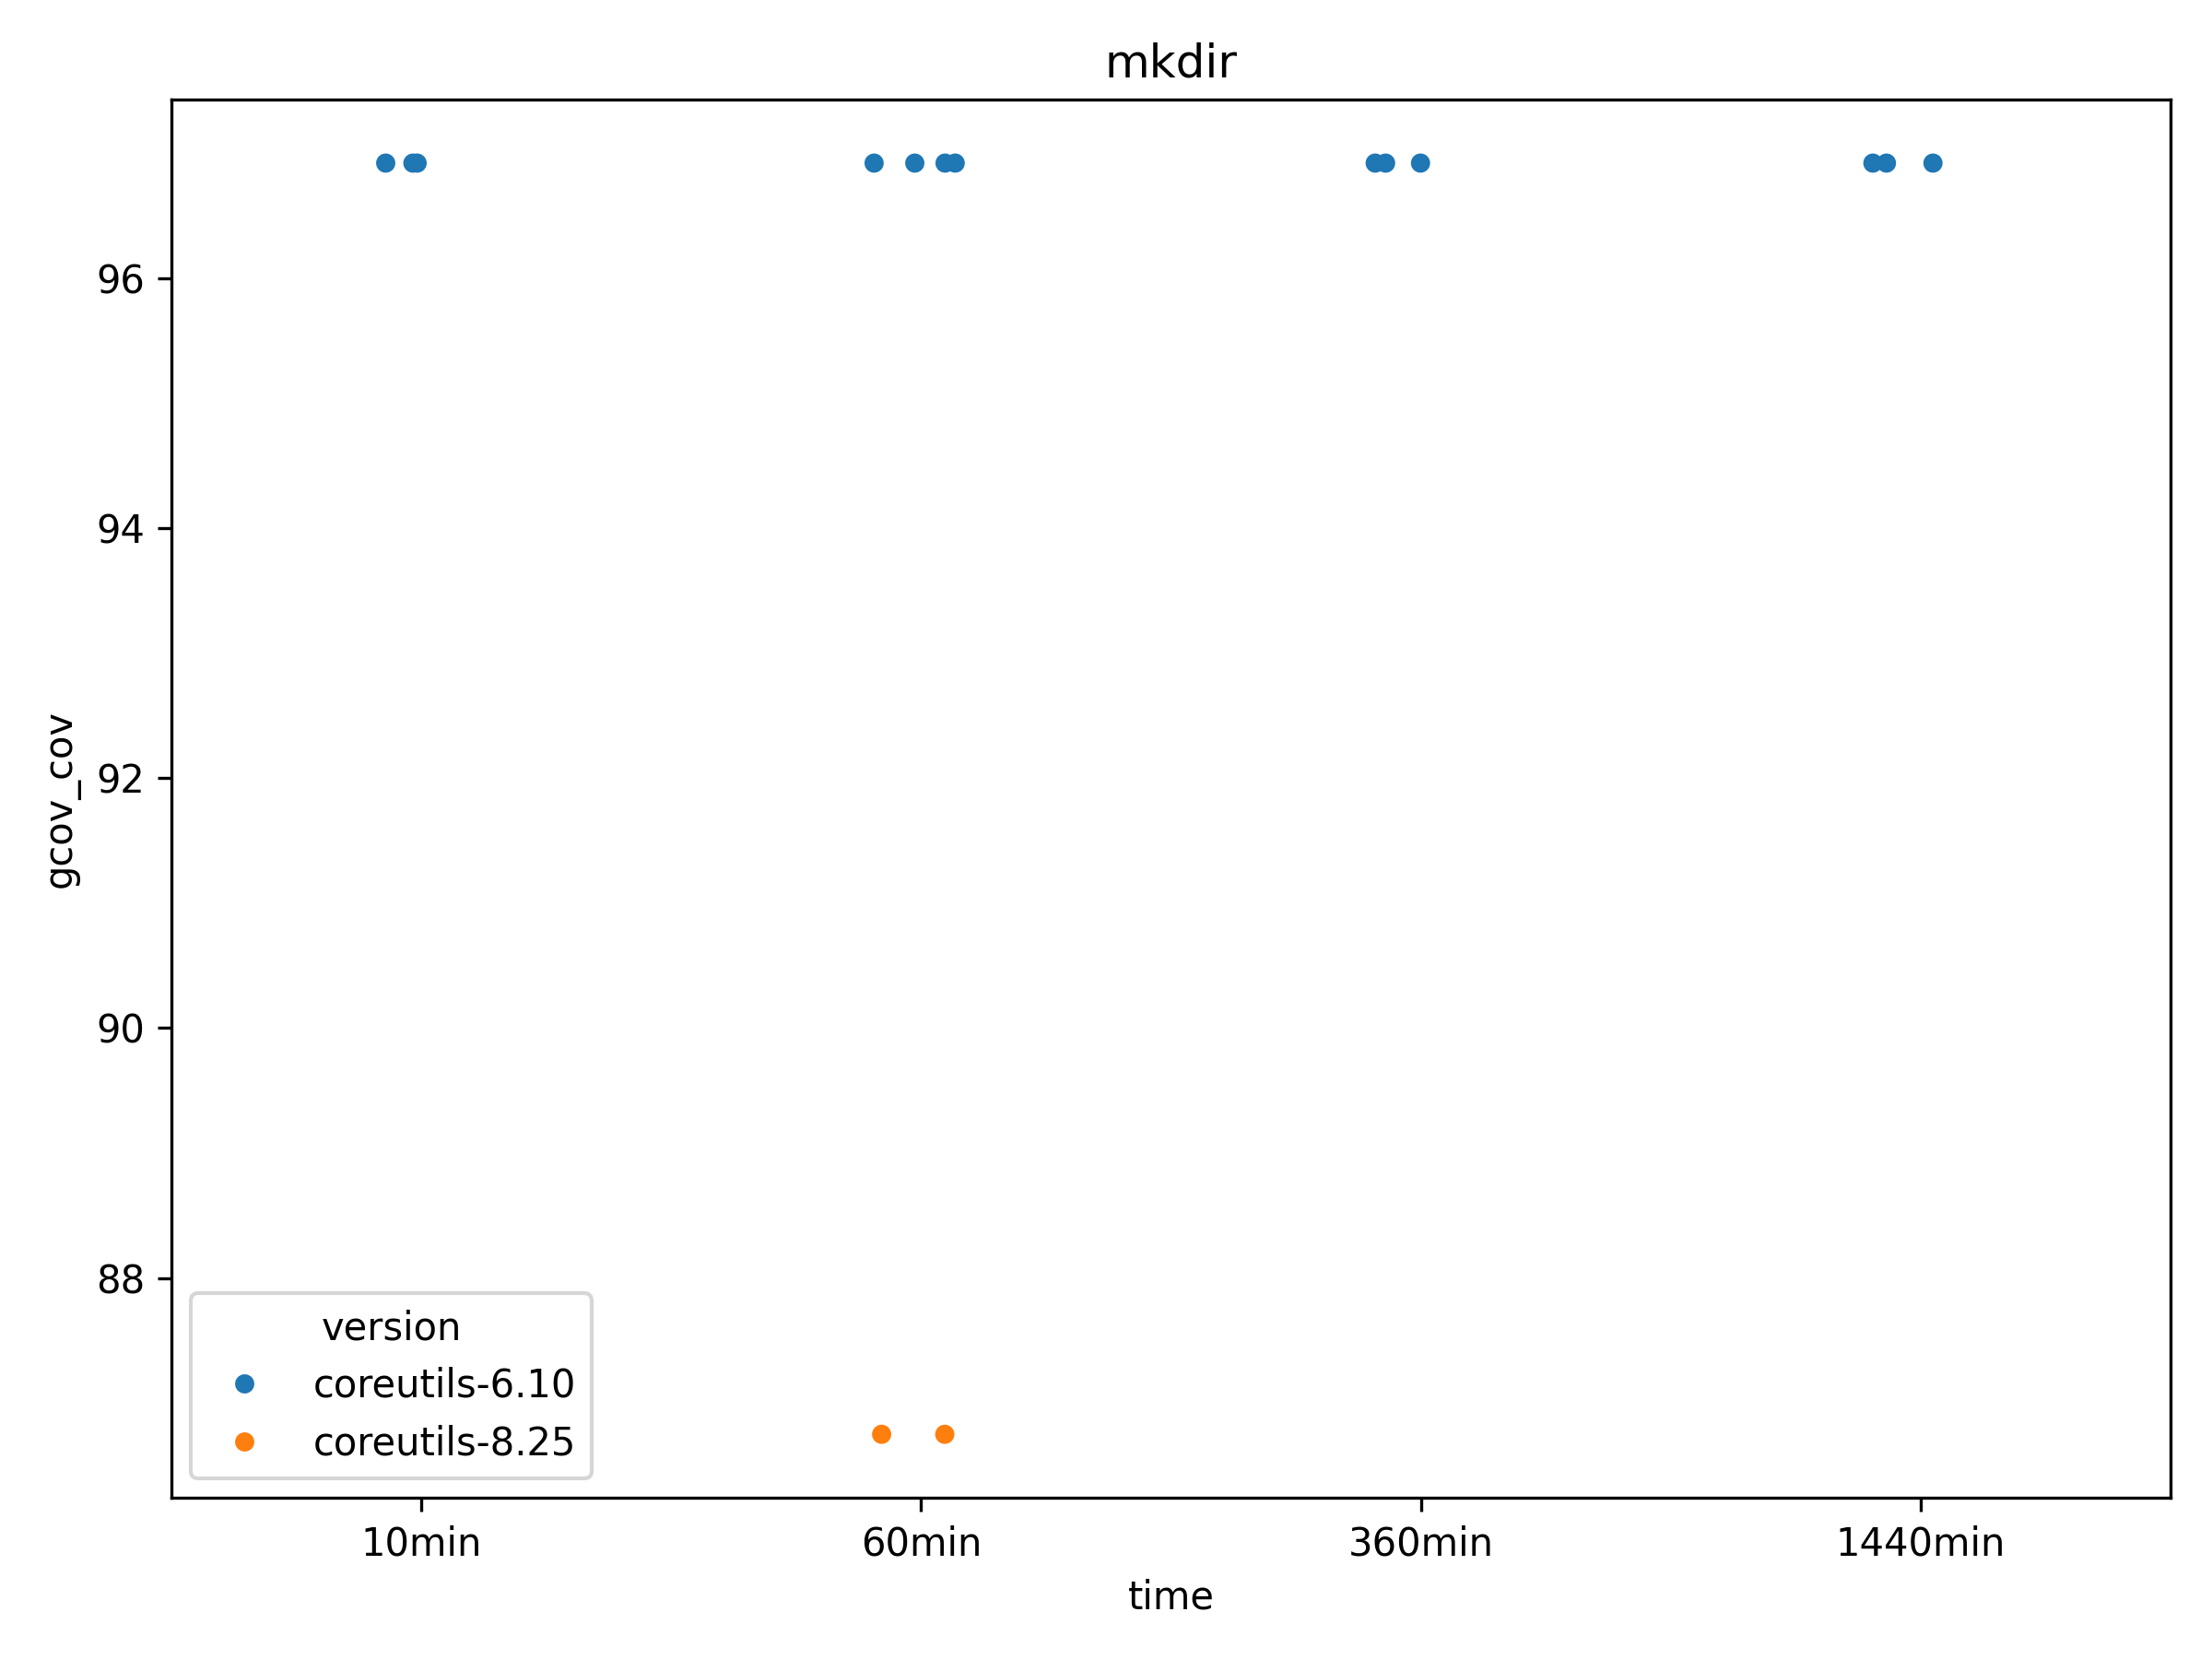 mkdir
96
94
92
90
88
gcov_cov
version
coreutils-6.10
coreutils-8.25
10min
60min
360min
1440min
time